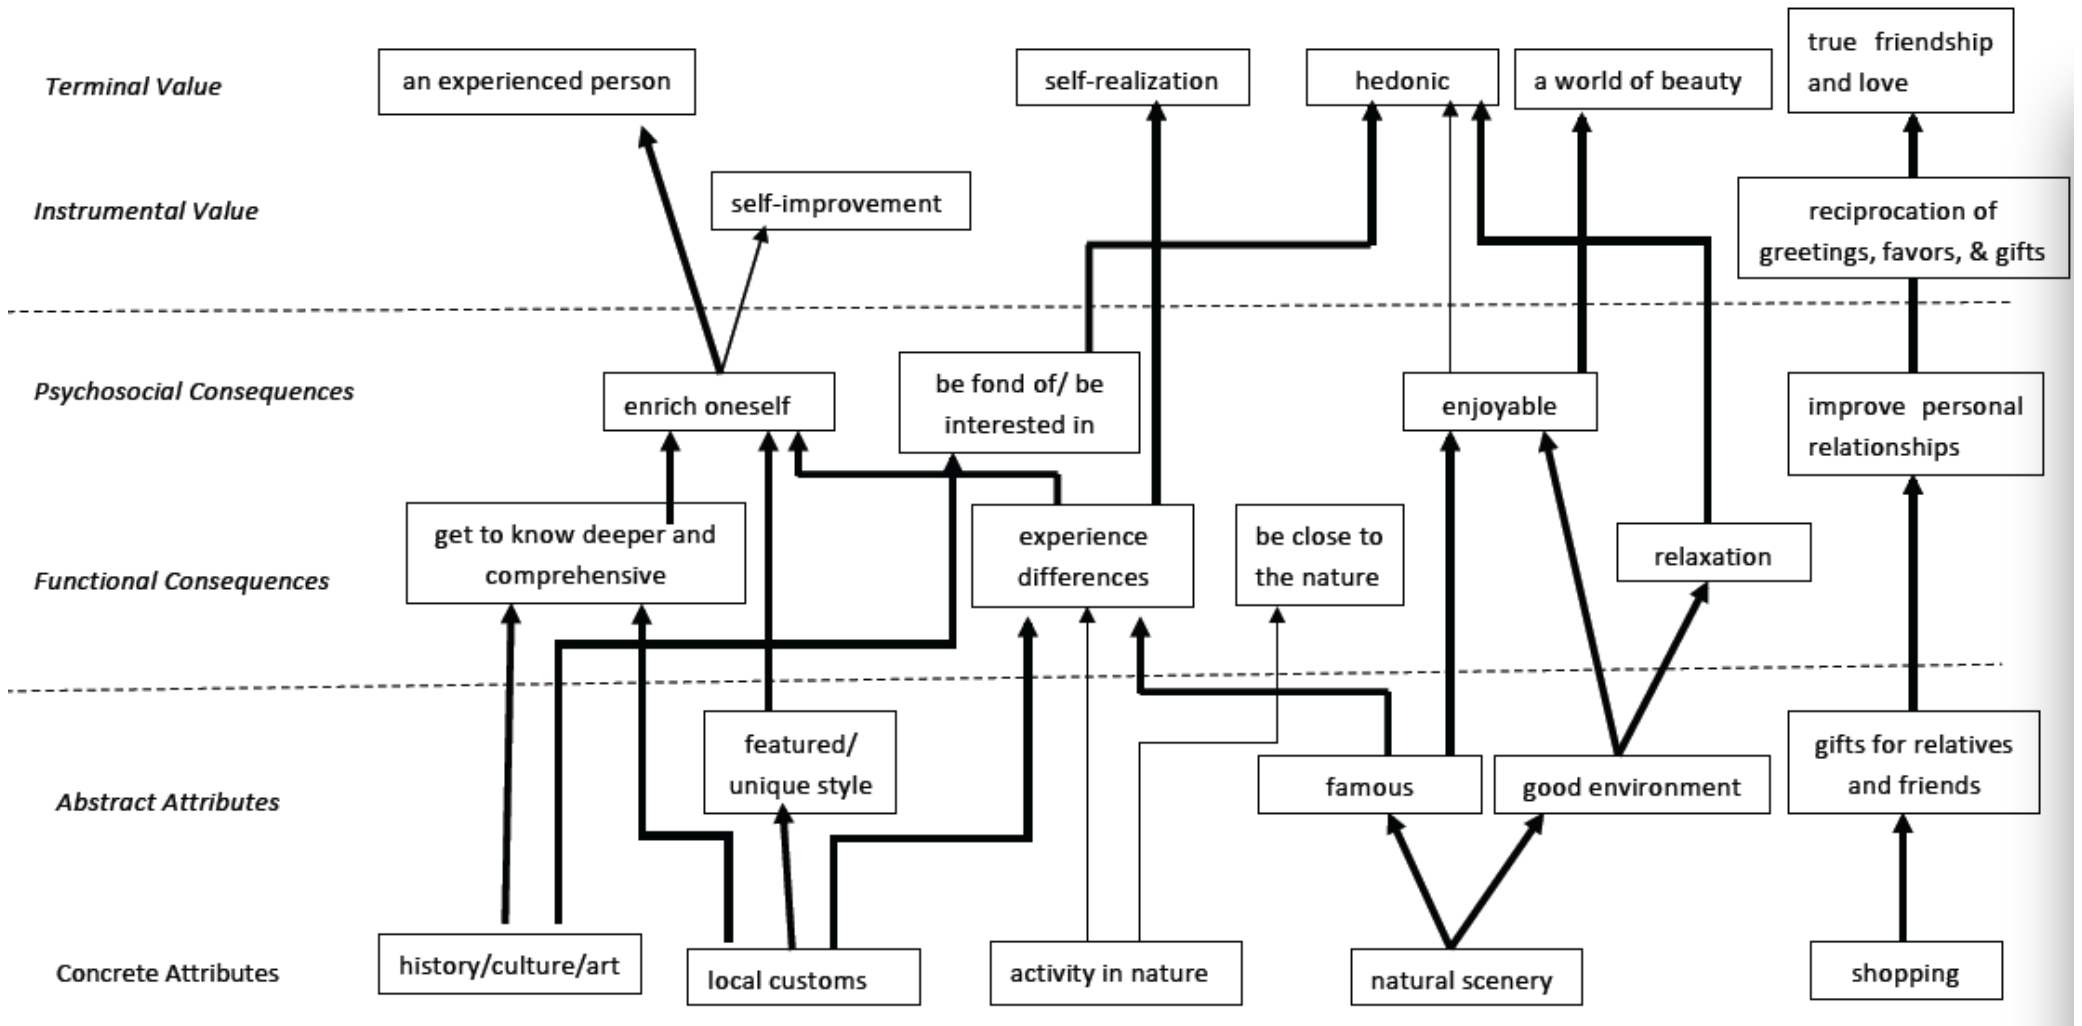 true friendship
and love
Terminal Value
an experienced person
self-realization
hedonic
a world of beauty
Instrumental Value
self-improvement
reciprocation of
greetings, favors, & gifts
Psychosocial Consequences
enrich oneself
be fond of/ be
interested in
enjoyable
improve personal
relationships
Functional Consequences
get to know deeper and
comprehensive
experience
differences
be close to
the nature
relaxation
Abstract Attributes
featured/
unique style
famous
good environment
gifts for relatives
and friends
Concrete Attributes
history/culture/art
local customs
activity in nature
natural scenery
shopping